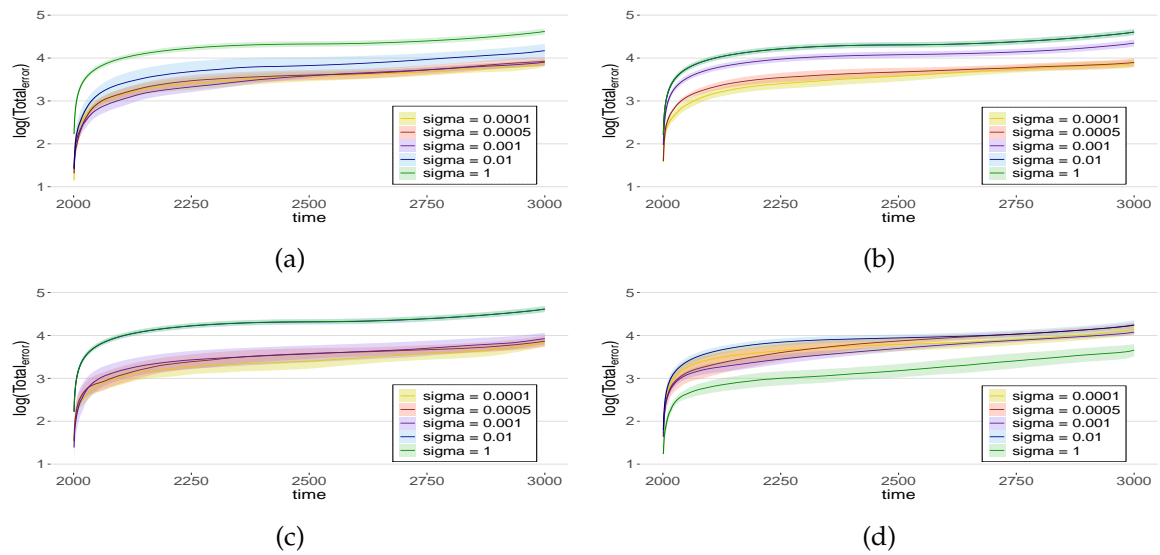 5
4
3
2
1
log(Total_error)
sigma = 0.0001
sigma = 0.0005
sigma = 0.001
sigma = 0.01
sigma = 1
2000 2250 2500 2750 3000
time
(a)
5
4
3
2
1
log(Total_error)
sigma = 0.0001
sigma = 0.0005
sigma = 0.001
sigma = 0.01
sigma = 1
2000 2250 2500 2750 3000
time
(b)
5
4
3
2
1
log(Total_error)
sigma = 0.0001
sigma = 0.0005
sigma = 0.001
sigma = 0.01
sigma = 1
2000 2250 2500 2750 3000
time
(c)
5
4
3
2
1
log(Total_error)
sigma = 0.0001
sigma = 0.0005
sigma = 0.001
sigma = 0.01
sigma = 1
2000 2250 2500 2750 3000
time
(d)